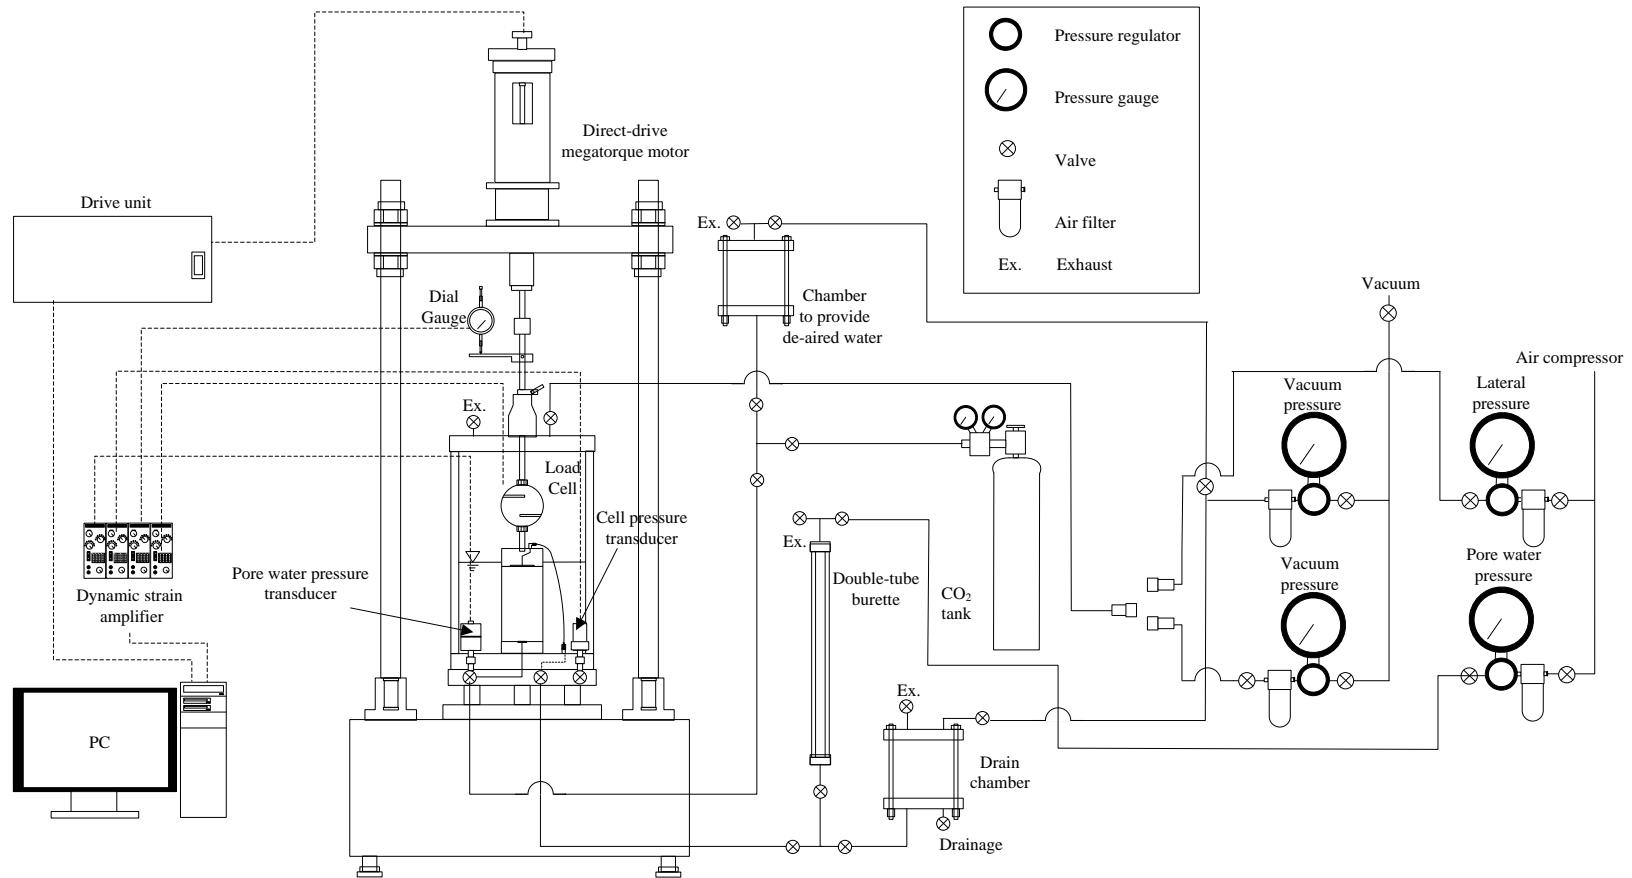 Pressure regulator
Pressure gauge
Valve
Air filter
Ex. Exhaust
Direct-drive
megatorque motor
Drive unit
Ex.
Chamber
to provide
de-aired water
Dial
Gauge
Vacuum
Air compressor
Vacuum
pressure
Lateral
pressure
Ex.
Load
Cell
Cell pressure
transducer
Ex.
Pore water pressure
transducer
Double-tube
burette
CO₂
tank
Vacuum
pressure
Pore water
pressure
Dynamic strain
amplifier
Ex.
PC
Drain
chamber
Drainage